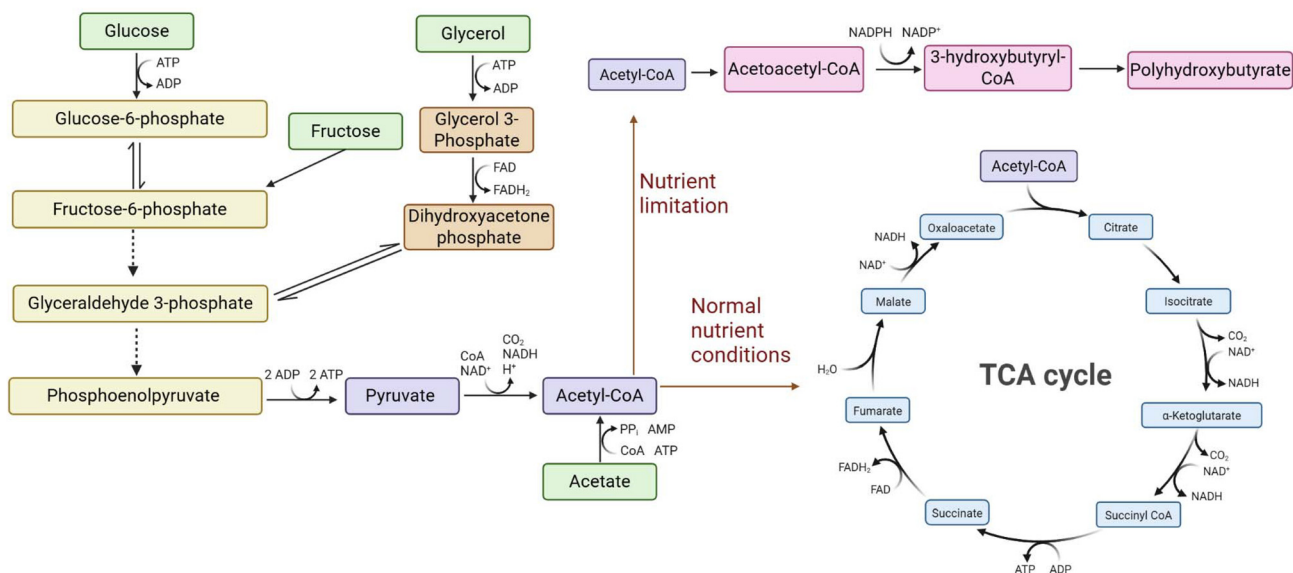 Glucose
ATP
ADP
Glucose-6-phosphate
Fructose
Fructose-6-phosphate
Glyceraldehyde 3-phosphate
Phosphoenolpyruvate
Glycerol
ATP
ADP
Glycerol 3-
Phosphate
FAD
FADH₂
Dihydroxyacetone
phosphate
2 ADP 2 ATP
Pyruvate
CoA
NAD⁺
CO₂
NADH
H⁺
Acetyl-CoA
PPᵢ AMP
CoA ATP
Acetate
Nutrient
limitation
Normal
nutrient
conditions
Acetyl-CoA
Acetoacetyl-CoA
NADPH NADP⁺
3-hydroxybutyryl-
CoA
Polyhydroxybutyrate
TCA cycle
Acetyl-CoA
Citrate
Isocitrate
CO₂
NAD⁺
NADH
α-Ketoglutarate
CO₂
NAD⁺
NADH
Succinyl CoA
ATP ADP
Succinate
FADH₂
FAD
Fumarate
H₂O
Malate
NADH
NAD⁺
Oxaloacetate